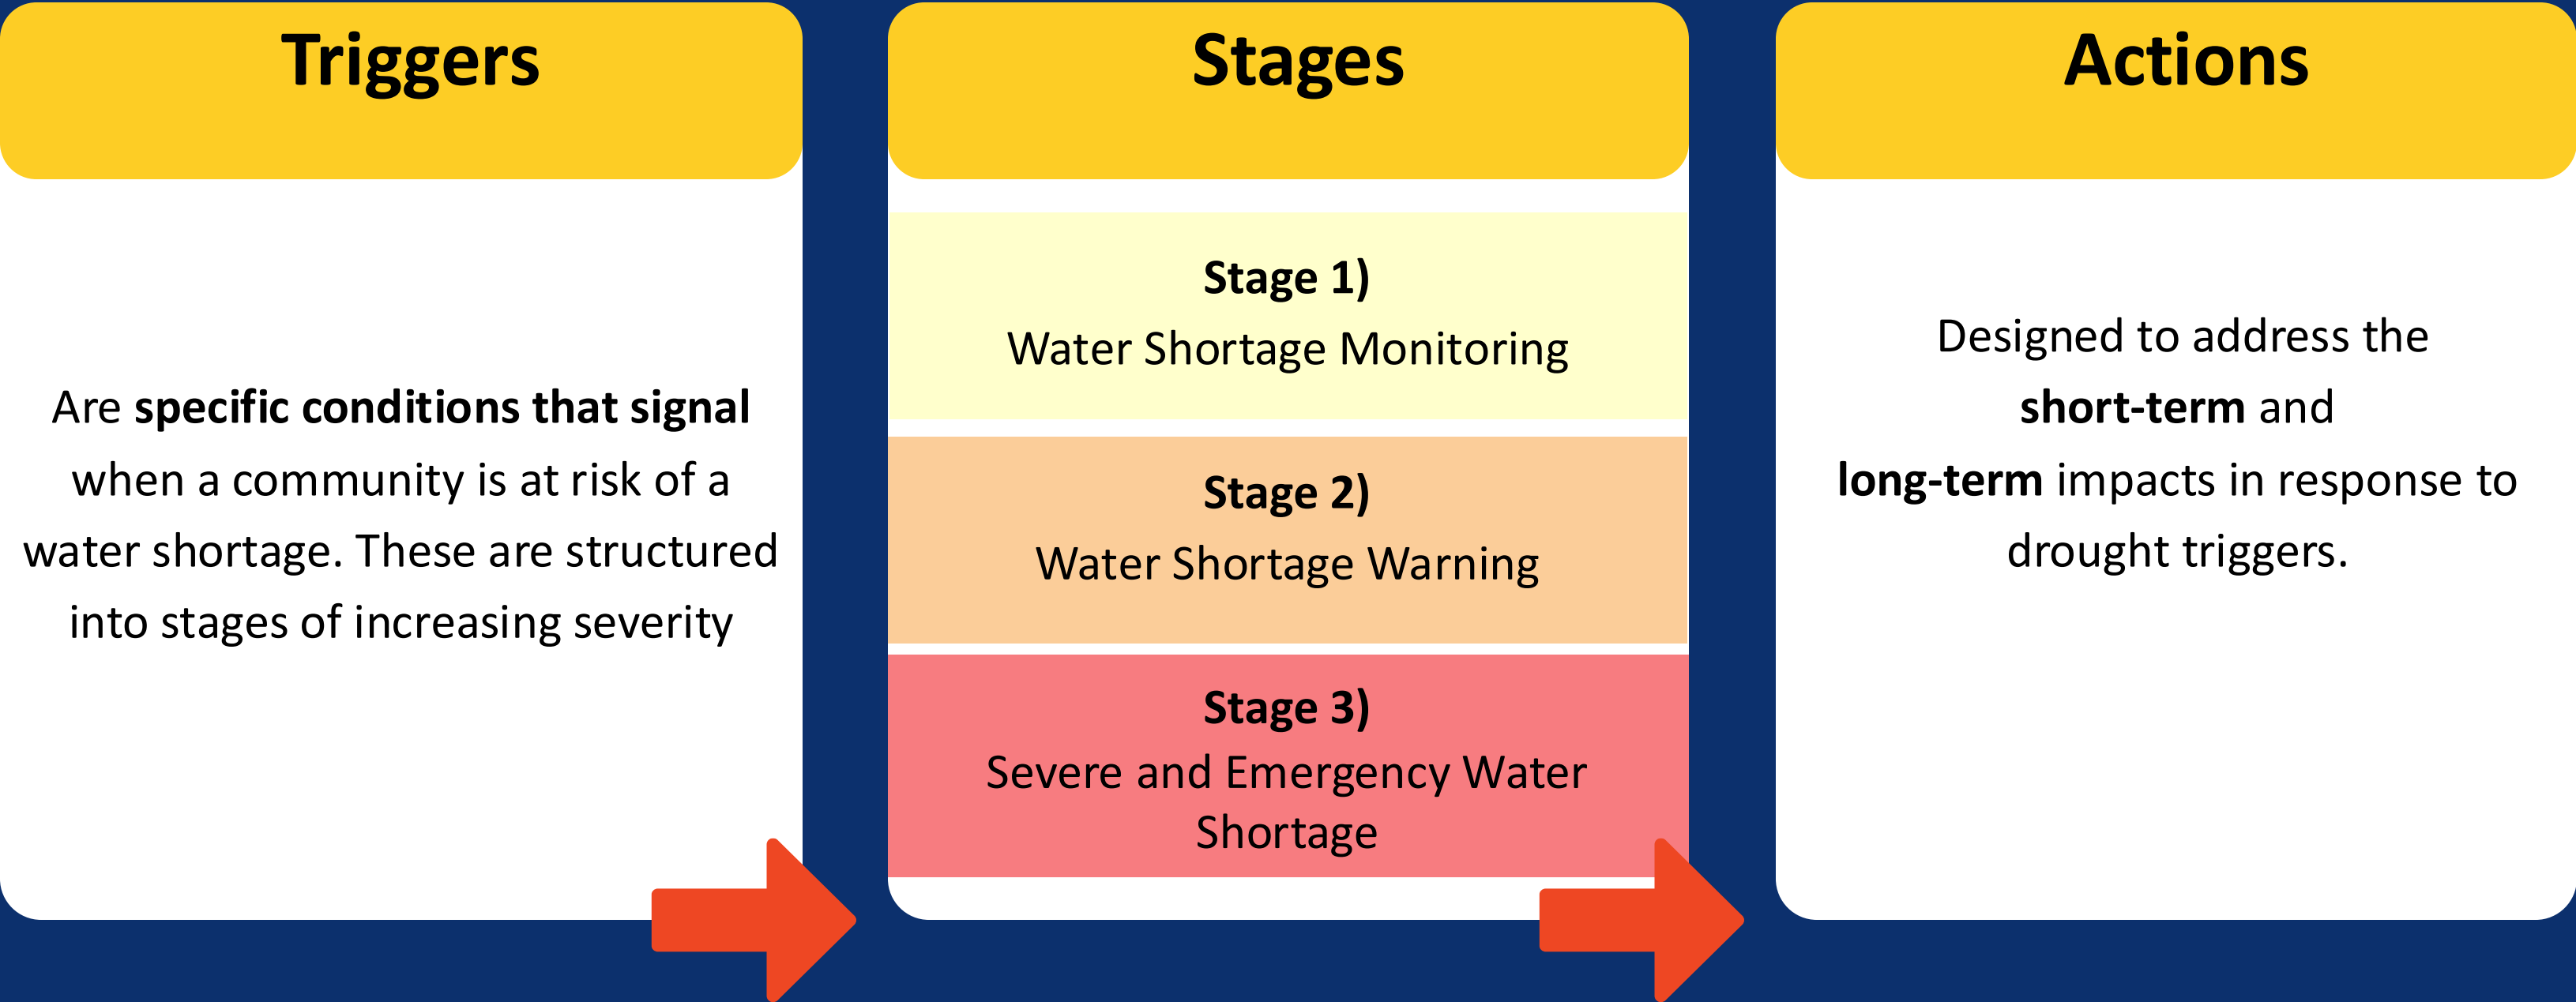 Triggers
Are specific conditions that signal
when a community is at risk of a
water shortage. These are structured
into stages of increasing severity
Stages
Stage 1)
Water Shortage Monitoring
Stage 2)
Water Shortage Warning
Stage 3)
Severe and Emergency Water
Shortage
Actions
Designed to address the
short-term and
long-term impacts in response to
drought triggers.